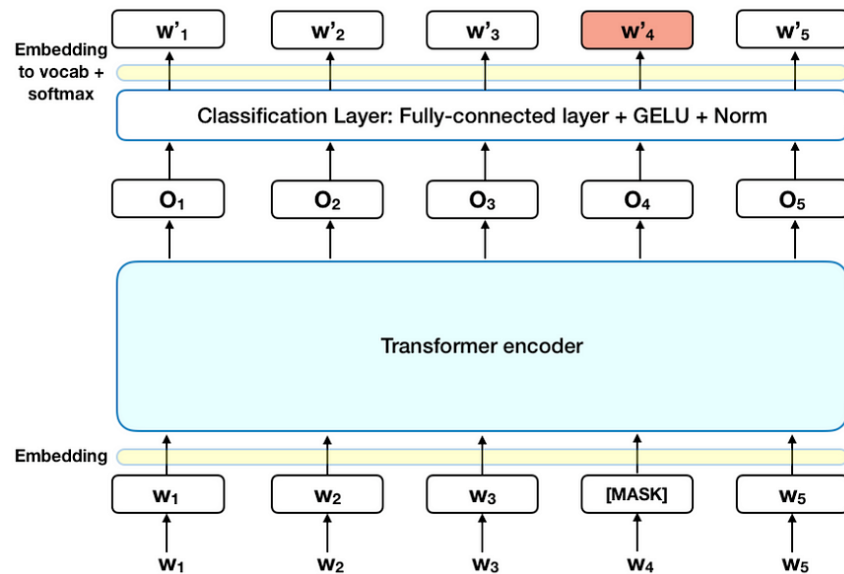 w'₁ w'₂ w'₃ w'₄ w'₅
Embedding
to vocab +
softmax
Classification Layer: Fully-connected layer + GELU + Norm
O₁ O₂ O₃ O₄ O₅
Transformer encoder
Embedding
w₁ w₂ w₃ [MASK] w₅
w₁ w₂ w₃ w₄ w₅